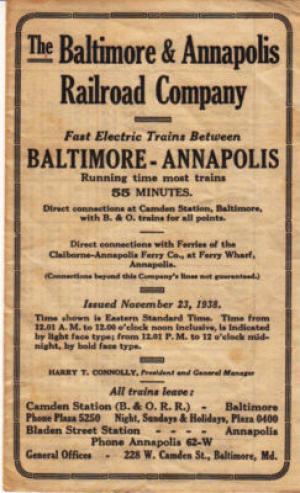 The Baltimore & Annapolis
Railroad Company
Fast Electric Trains Between
BALTIMORE - ANNAPOLIS
Running time most trains
55 MINUTES.
Direct connections at Camden Station, Baltimore,
with B. & O. trains for all points.
Direct connections with Ferries of the
Claiborne-Annapolis Ferry Co., at Ferry Wharf,
Annapolis.
(Connections beyond this Company's lines not guaranteed.)
Issued November 23, 1938.
Time shown is Eastern Standard Time. Time from
12.01 A. M. to 12.00 o'clock noon inclusive, is indicated
by light face type; from 12.01 P. M. to 12 o'clock mid-
night, by bold face type.
HARRY T. CONNOLLY, President and General Manager
All trains leave:
Camden Station (B. & O. R. R.) - Baltimore
Phone Plaza 5250 Night, Sundays & Holidays, Plaza 0400
Bladen Street Station - - - - Annapolis
Phone Annapolis 62-W
General Offices - 228 W. Camden St., Baltimore, Md.